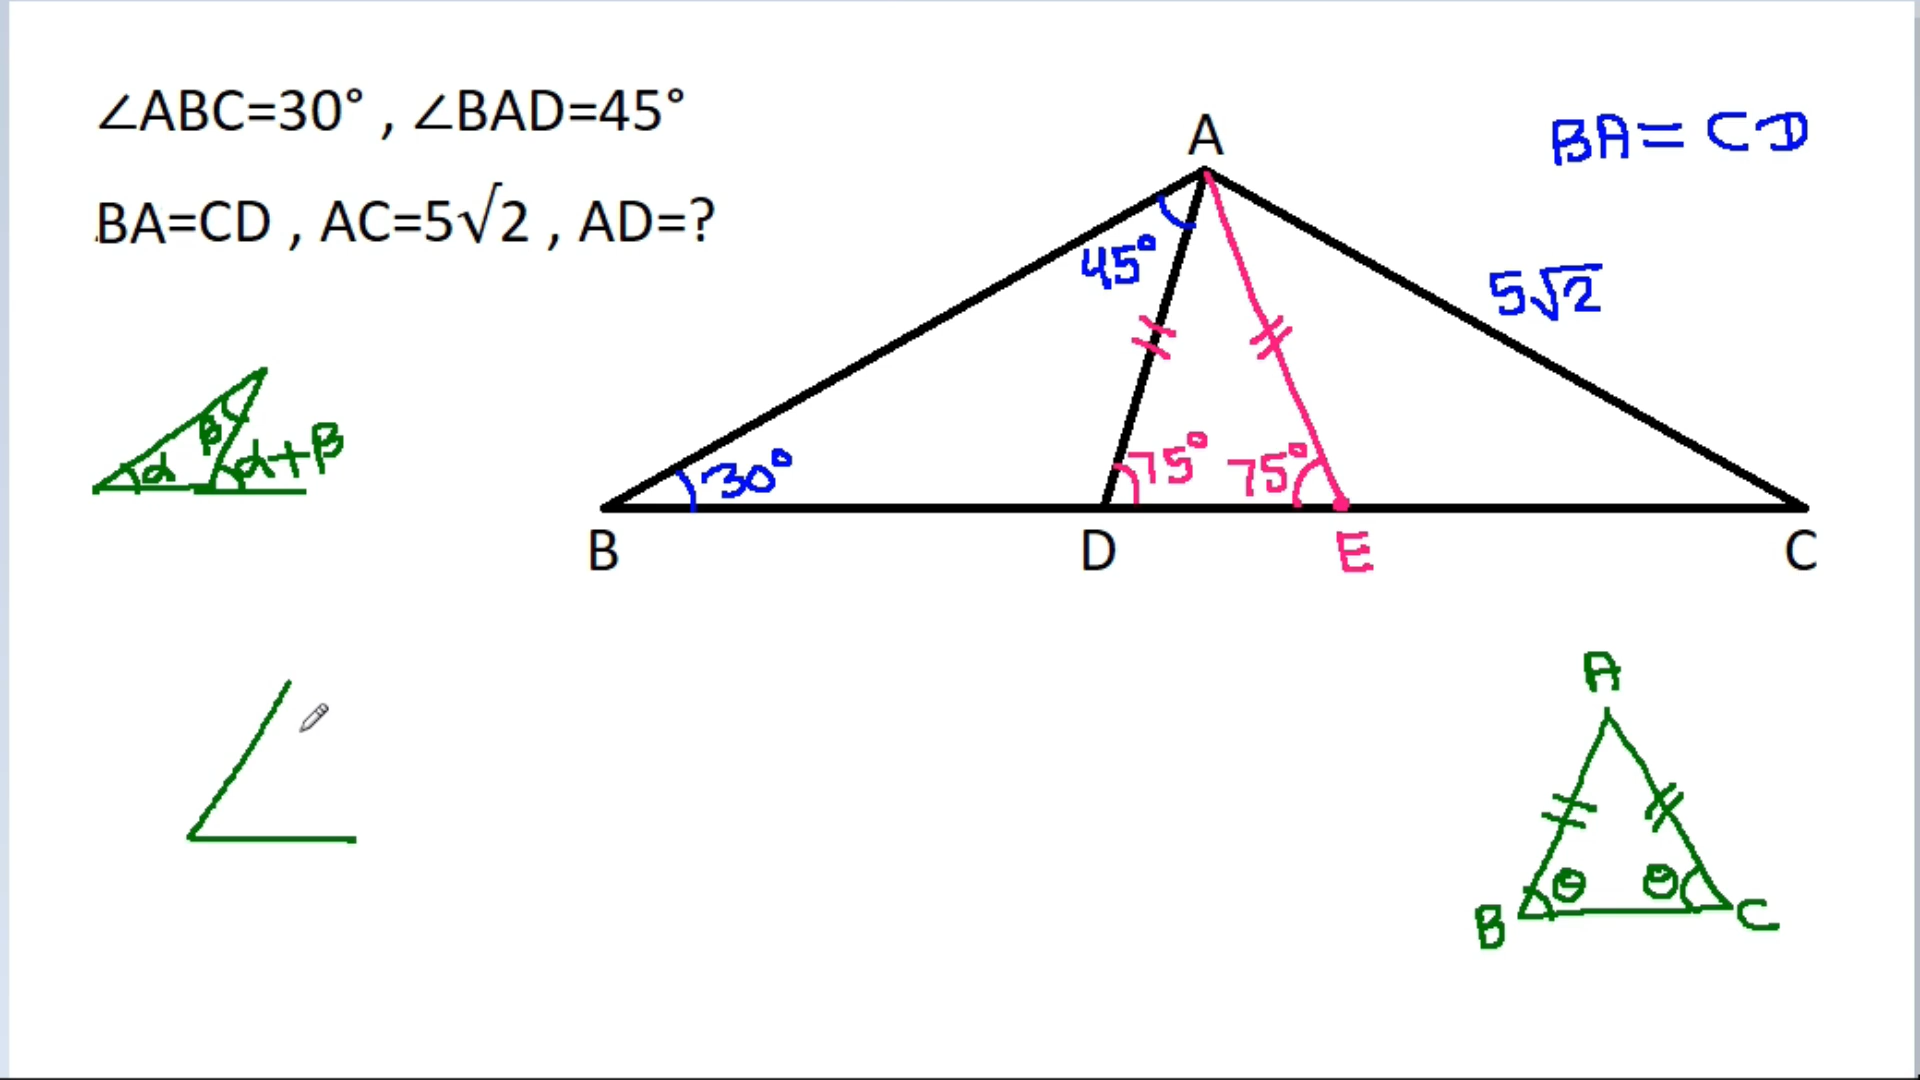 ∠ABC=30° , ∠BAD=45°
BA=CD , AC=5√2 , AD=?
A
BA= CD
45°
5√2
β
α
α+β
30°
75°
75°
B
D
E
C
A
θ
θ
B
C